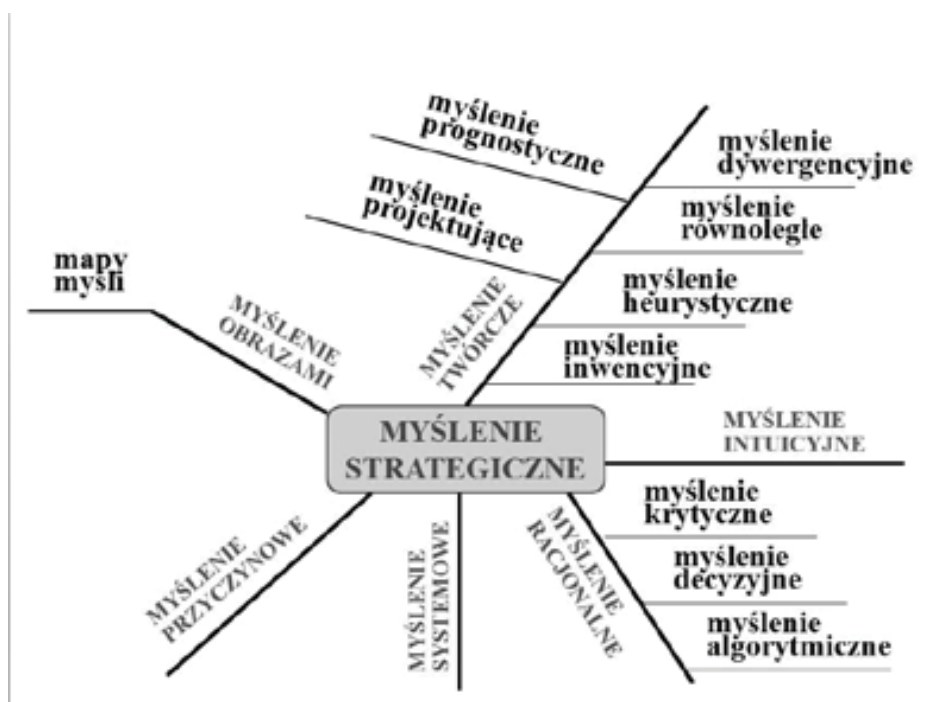 myślenie
prognostyczne
myślenie
projektujące
myślenie
dywergencyjne
myślenie
równoległe
myślenie
heurystyczne
myślenie
inwencyjne
MYŚLENIE
TWÓRCZE
mapy
myśli
MYŚLENIE
OBRAZAMI
MYŚLENIE
STRATEGICZNE
MYŚLENIE
INTUICYJNE
myślenie
krytyczne
myślenie
decyzyjne
myślenie
algorytmiczne
MYŚLENIE
RACJONALNE
MYŚLENIE
SYSTEMOWE
MYŚLENIE
PRZYCZYNOWE